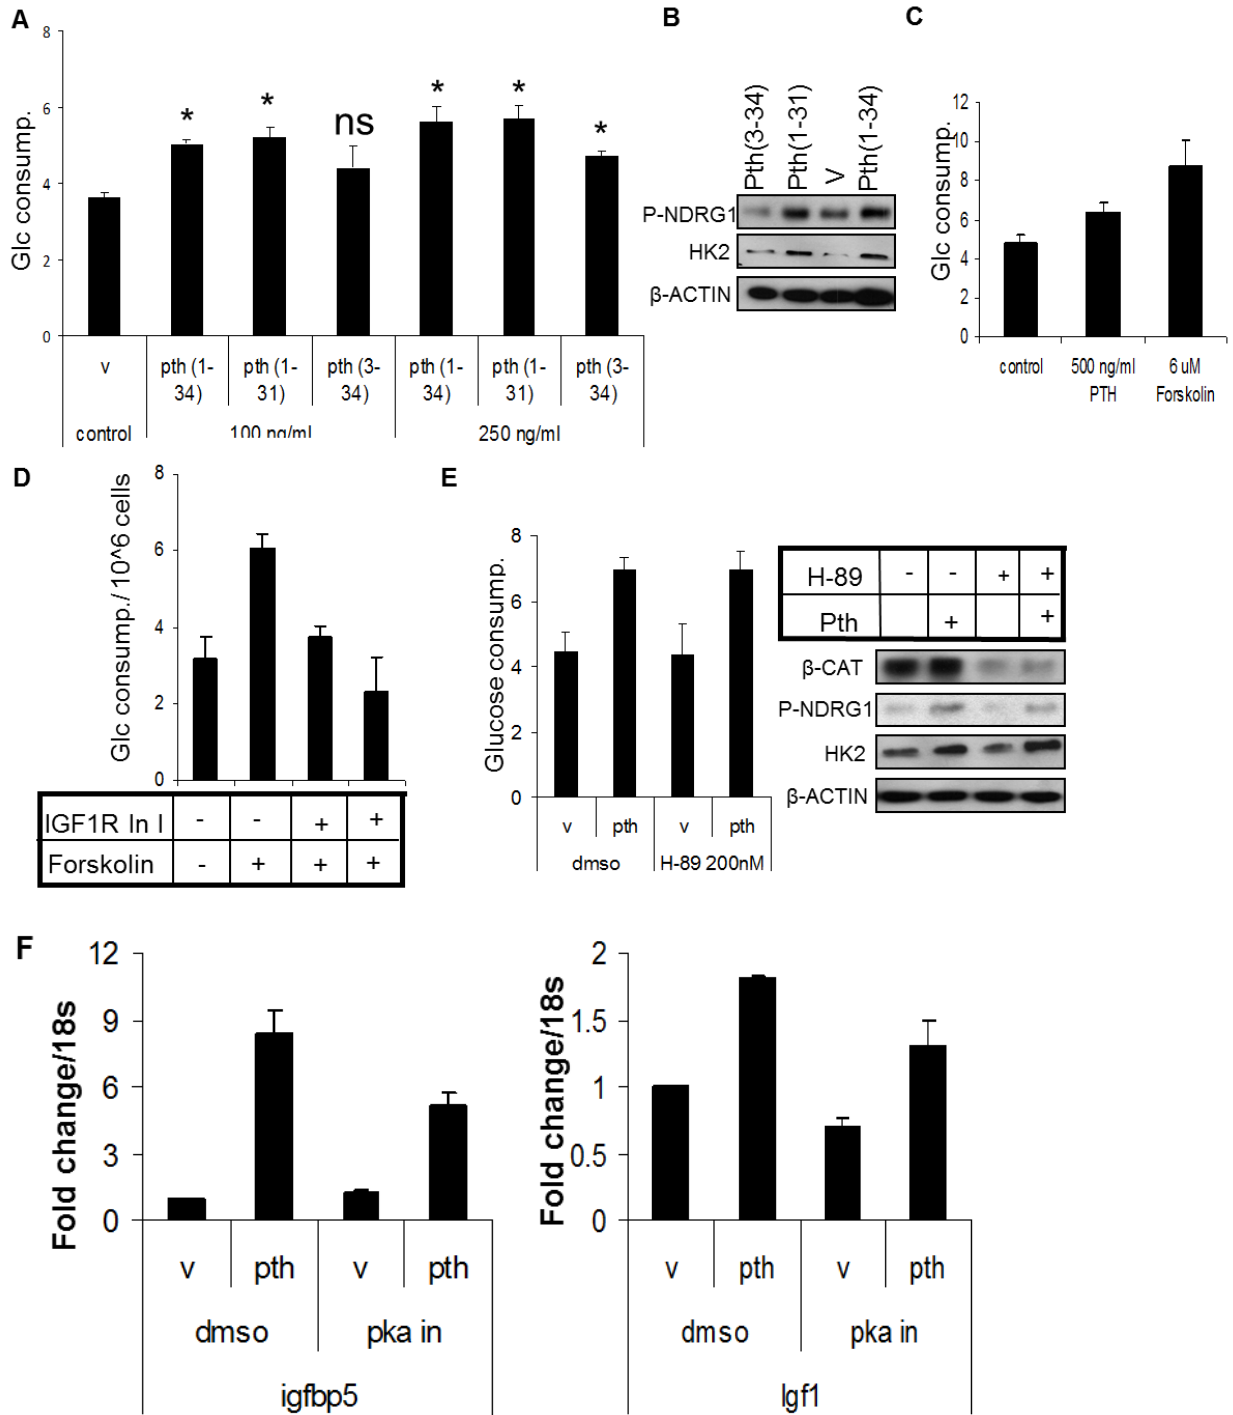 A
Glc consump.
8
6
4
2
0
*
*
ns
*
*
*
v
pth (1-
34)
pth (1-
31)
pth (3-
34)
pth (1-
34)
pth (1-
31)
pth (3-
34)
control
100 ng/ml
250 ng/ml
B
Pth(3-34)
Pth(1-31)
V
Pth(1-34)
P-NDRG1
HK2
β-ACTIN
C
Glc consump.
12
10
8
6
4
2
0
control
500 ng/ml
PTH
6 uM
Forskolin
D
Glc consump./ 10^6 cells
8
6
4
2
0
IGF1R In I - - + +
Forskolin - + + +
E
Glucose consump.
8
6
4
2
0
v pth v pth
dmso H-89 200nM
H-89 - - + +
Pth + +
β-CAT
P-NDRG1
HK2
β-ACTIN
F
Fold change/18s
12
9
6
3
0
v pth v pth
dmso pka in
igfbp5
Fold change/18s
2
1.5
1
0.5
0
v pth v pth
dmso pka in
Igf1